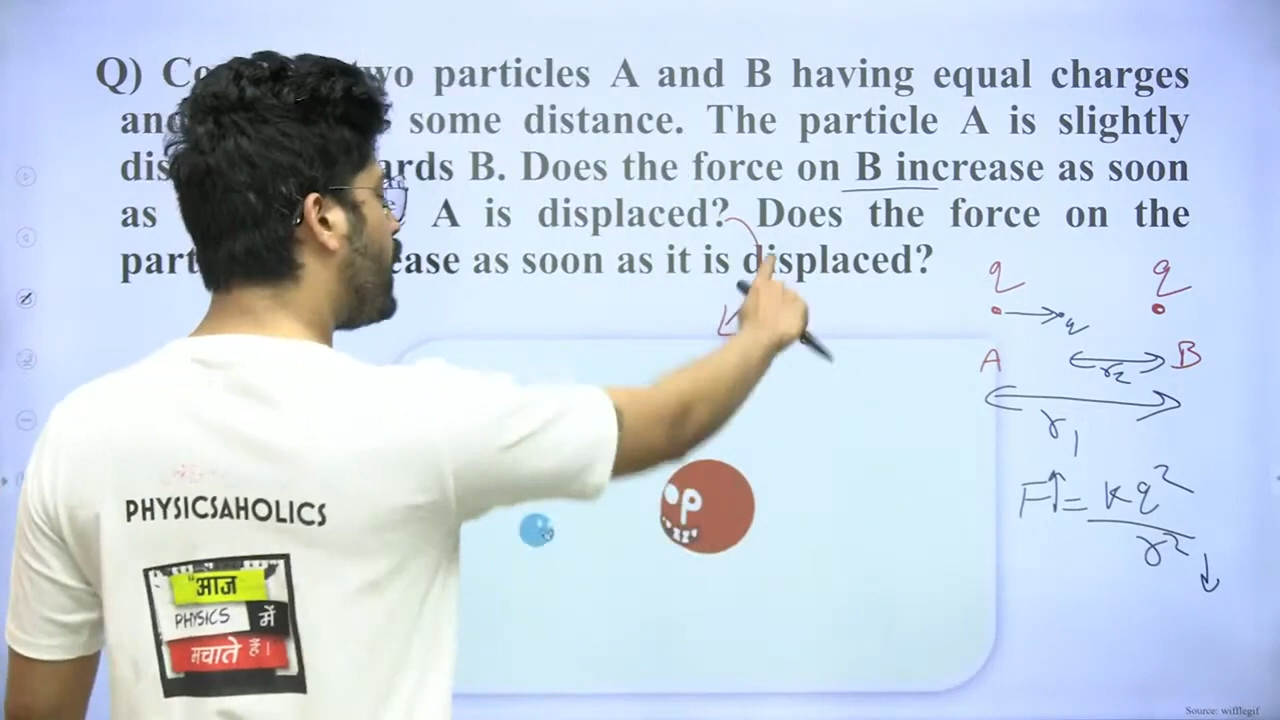 Q) Co two particles A and B having equal charges
and some distance. The particle A is slightly
dis ards B. Does the force on B increase as soon
as A is displaced? Does the force on the
part ease as soon as it is displaced?
q q
q
A r2 B
r1
F↑ = Kq²
r² ↓
p
PHYSICSAHOLICS
"आज
PHYSICS में
मचाते है।
Source: wifflegif